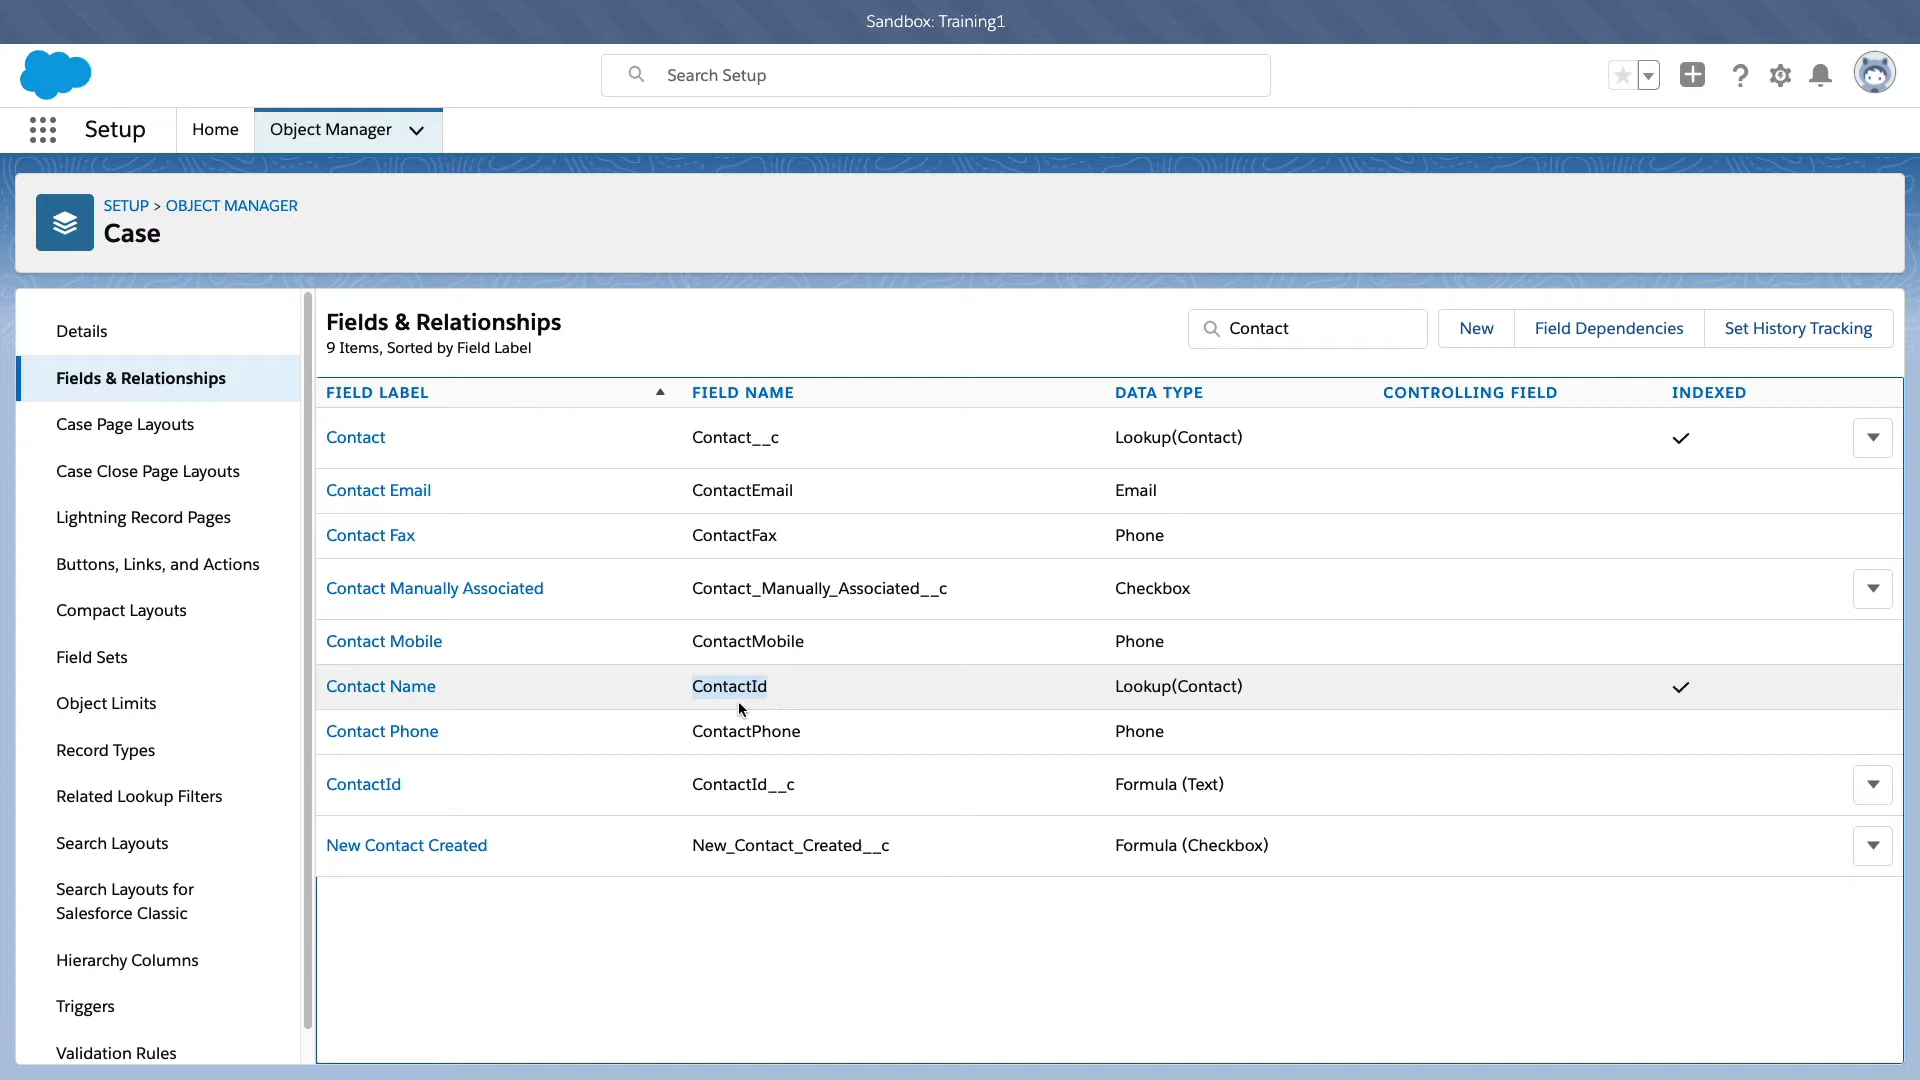 Sandbox: Training1
Search Setup
Setup
Home
Object Manager
SETUP > OBJECT MANAGER
Case
Details
Fields & Relationships
Case Page Layouts
Case Close Page Layouts
Lightning Record Pages
Buttons, Links, and Actions
Compact Layouts
Field Sets
Object Limits
Record Types
Related Lookup Filters
Search Layouts
Search Layouts for
Salesforce Classic
Hierarchy Columns
Triggers
Validation Rules
Fields & Relationships
9 Items, Sorted by Field Label
Contact
New
Field Dependencies
Set History Tracking
FIELD LABEL FIELD NAME DATA TYPE CONTROLLING FIELD INDEXED
Contact Contact__c Lookup(Contact)
Contact Email ContactEmail Email
Contact Fax ContactFax Phone
Contact Manually Associated Contact_Manually_Associated__c Checkbox
Contact Mobile ContactMobile Phone
Contact Name ContactId Lookup(Contact)
Contact Phone ContactPhone Phone
ContactId ContactId__c Formula (Text)
New Contact Created New_Contact_Created__c Formula (Checkbox)